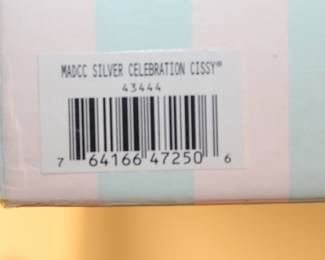 MADCC SILVER CELEBRATION CISSY®
43444
7 64166 47250 6